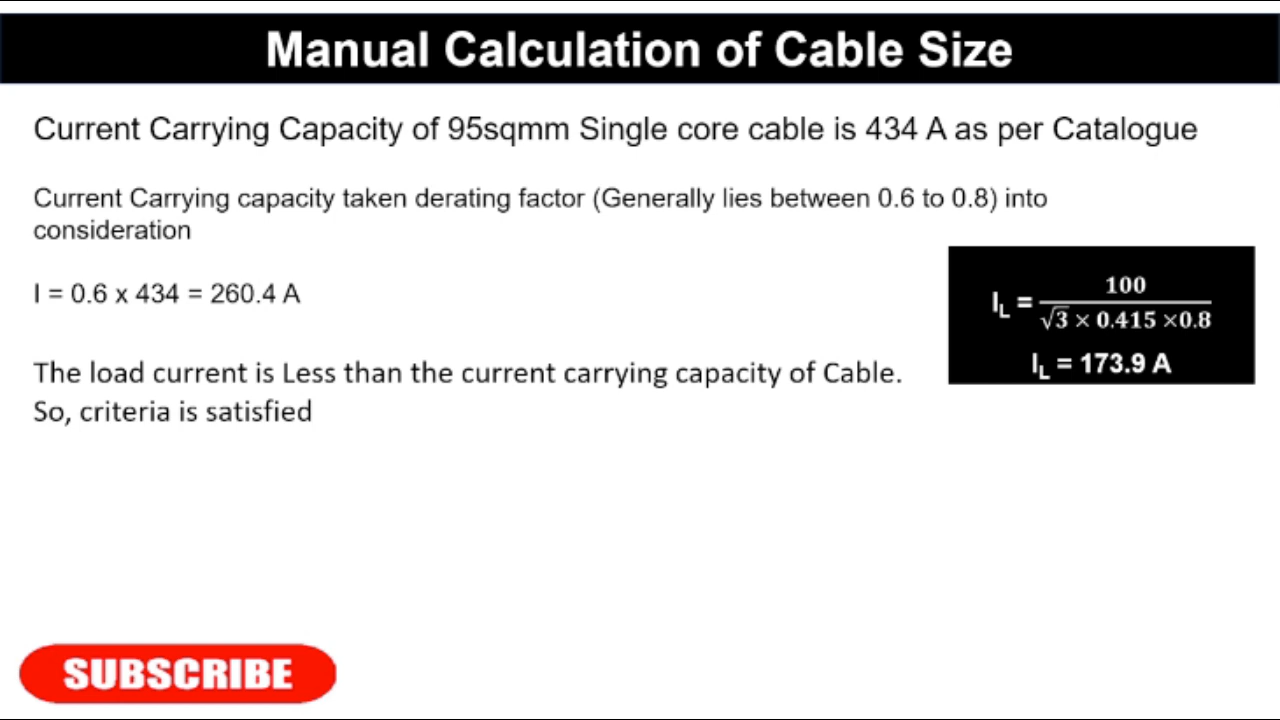 Manual Calculation of Cable Size
Current Carrying Capacity of 95sqmm Single core cable is 434 A as per Catalogue
Current Carrying capacity taken derating factor (Generally lies between 0.6 to 0.8) into
consideration
I = 0.6 x 434 = 260.4 A
I_L = 100 / (√3 × 0.415 ×0.8)
I_L = 173.9 A
The load current is Less than the current carrying capacity of Cable.
So, criteria is satisfied
SUBSCRIBE